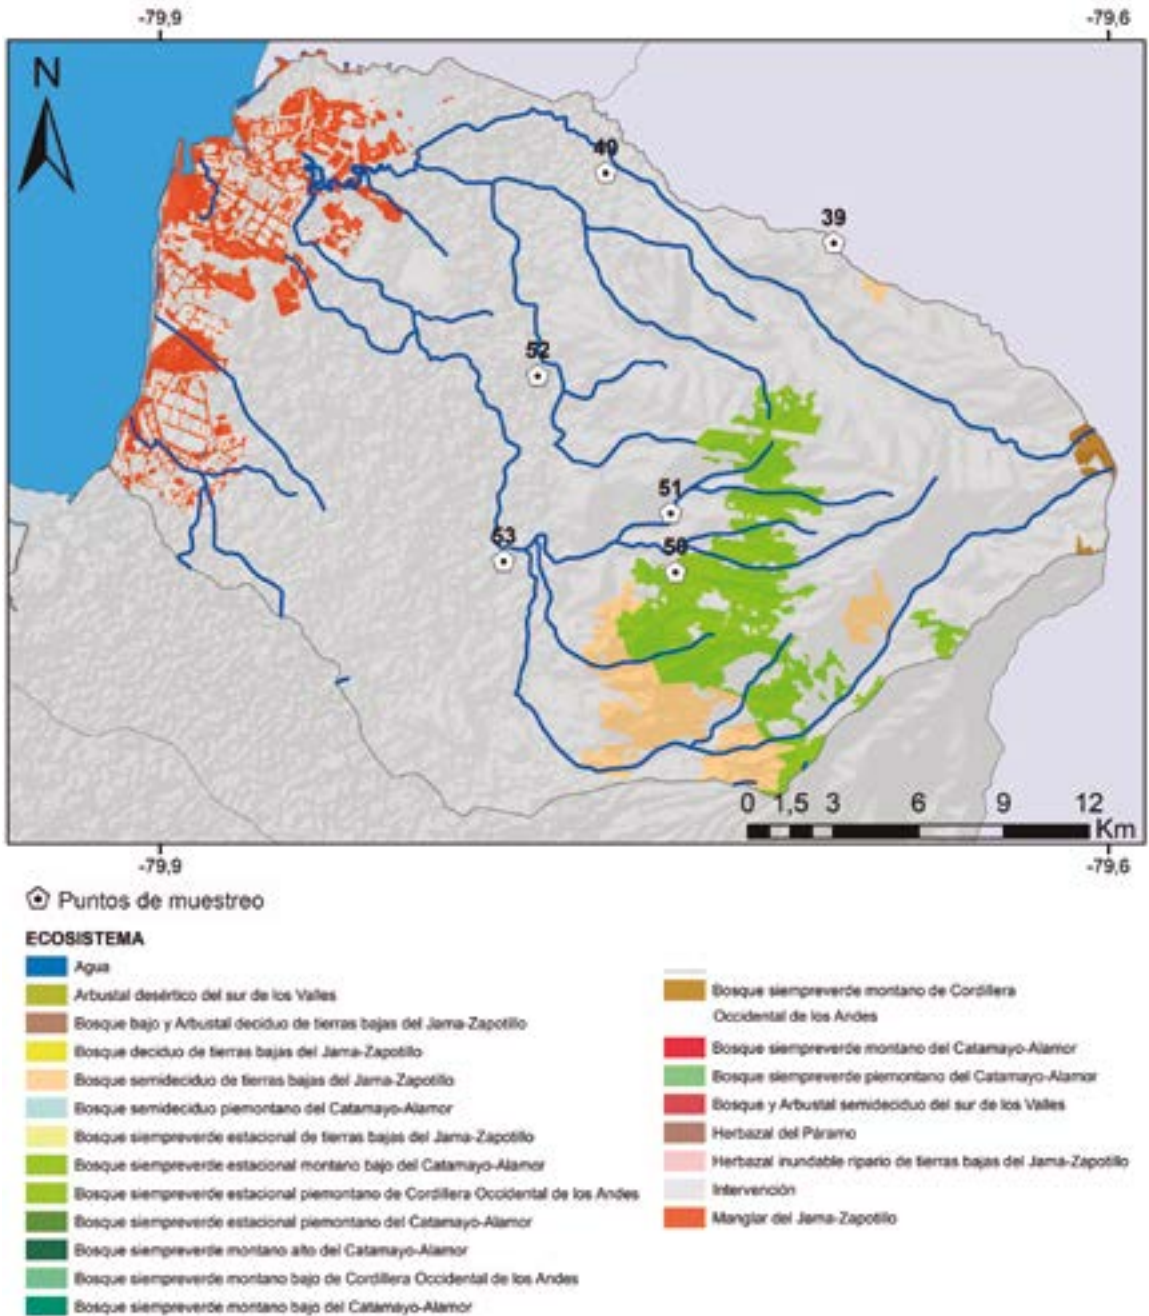 -79,9
-79,6
N
49
39
52
51
53
50
0 1,5 3 6 9 12
Km
-79,9
-79,6
Puntos de muestreo
ECOSISTEMA
Agua
Arbustal desértico del sur de los Valles
Bosque bajo y Arbustal deciduo de tierras bajas del Jama-Zapotillo
Bosque deciduo de tierras bajas del Jama-Zapotillo
Bosque semideciduo de tierras bajas del Jama-Zapotillo
Bosque semideciduo piemontano del Catamayo-Alamor
Bosque siempreverde estacional de tierras bajas del Jama-Zapotillo
Bosque siempreverde estacional montano bajo del Catamayo-Alamor
Bosque siempreverde estacional piemontano de Cordillera Occidental de los Andes
Bosque siempreverde estacional piemontano del Catamayo-Alamor
Bosque siempreverde montano alto del Catamayo-Alamor
Bosque siempreverde montano bajo de Cordillera Occidental de los Andes
Bosque siempreverde montano bajo del Catamayo-Alamor
Bosque siempreverde montano de Cordillera
Occidental de los Andes
Bosque siempreverde montano del Catamayo-Alamor
Bosque siempreverde piemontano del Catamayo-Alamor
Bosque y Arbustal semideciduo del sur de los Valles
Herbazal del Páramo
Herbazal inundable ripario de tierras bajas del Jama-Zapotillo
Intervención
Manglar del Jama-Zapotillo